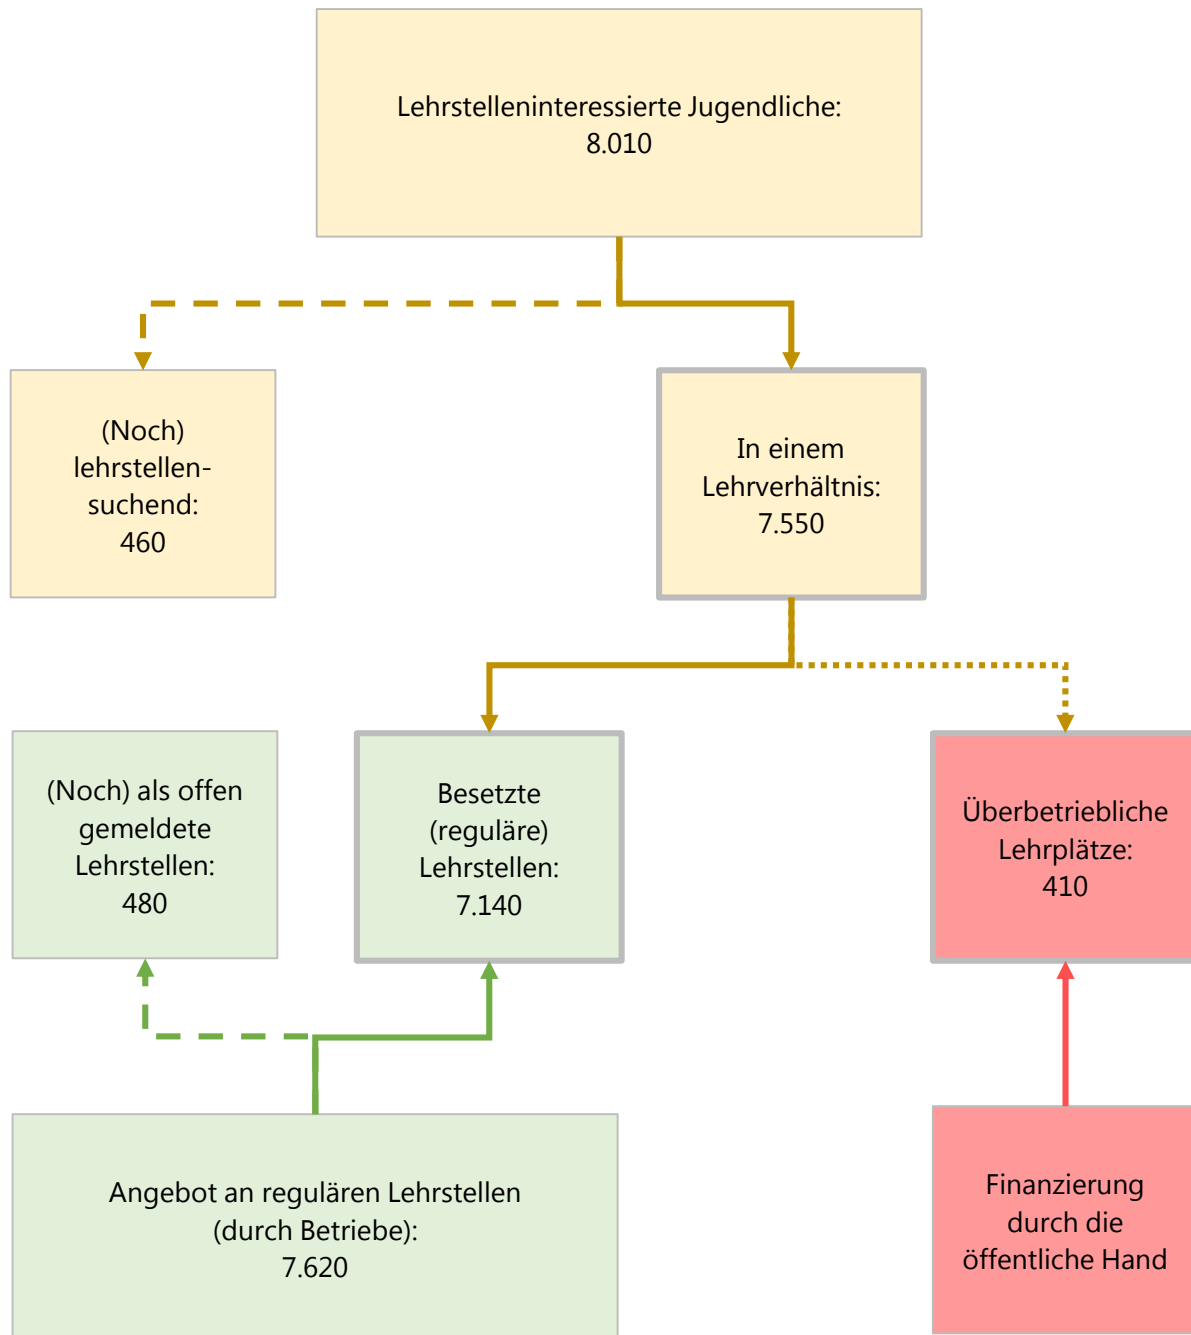 Lehrstelleninteressierte Jugendliche:
8.010
(Noch)
lehrstellen-
suchend:
460
In einem
Lehrverhältnis:
7.550
(Noch) als offen
gemeldete
Lehrstellen:
480
Besetzte
(reguläre)
Lehrstellen:
7.140
Überbetriebliche
Lehrplätze:
410
Angebot an regulären Lehrstellen
(durch Betriebe):
7.620
Finanzierung
durch die
öffentliche Hand